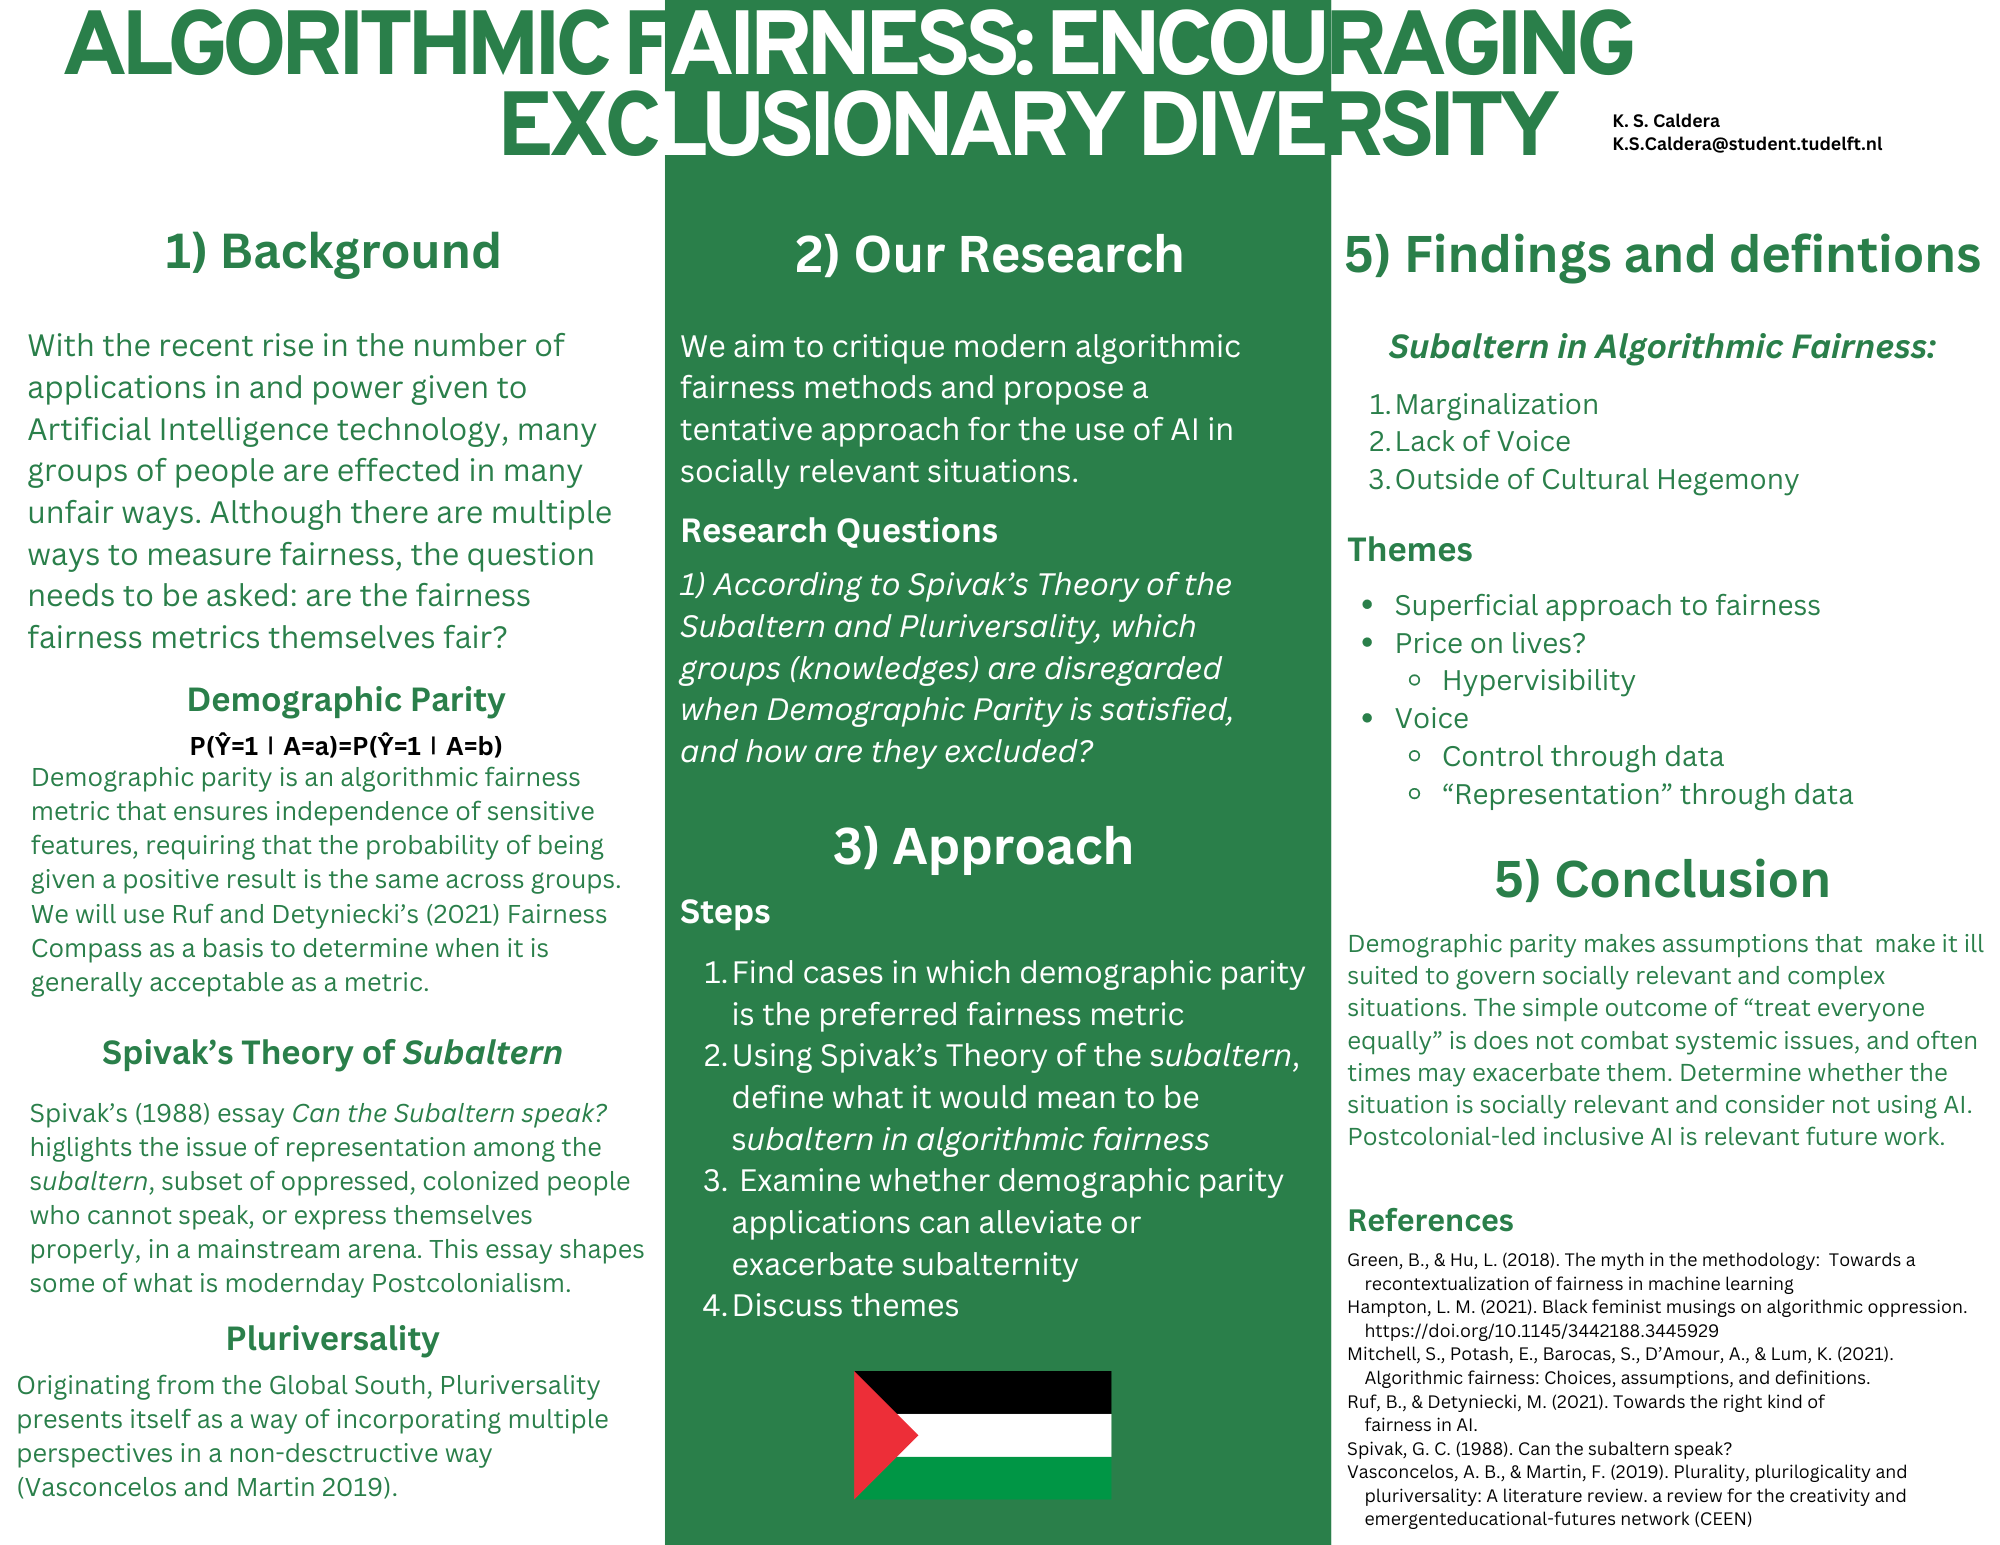 ALGORITHMIC FAIRNESS: ENCOURAGING
EXCLUSIONARY DIVERSITY
K. S. Caldera
K.S.Caldera@student.tudelft.nl
1) Background
With the recent rise in the number of
applications in and power given to
Artificial Intelligence technology, many
groups of people are effected in many
unfair ways. Although there are multiple
ways to measure fairness, the question
needs to be asked: are the fairness
fairness metrics themselves fair?
Demographic Parity
P(Ŷ=1 | A=a)=P(Ŷ=1 | A=b)
Demographic parity is an algorithmic fairness
metric that ensures independence of sensitive
features, requiring that the probability of being
given a positive result is the same across groups.
We will use Ruf and Detyniecki’s (2021) Fairness
Compass as a basis to determine when it is
generally acceptable as a metric.
Spivak’s Theory of Subaltern
Spivak’s (1988) essay Can the Subaltern speak?
higlights the issue of representation among the
subaltern, subset of oppressed, colonized people
who cannot speak, or express themselves
properly, in a mainstream arena. This essay shapes
some of what is modernday Postcolonialism.
Pluriversality
Originating from the Global South, Pluriversality
presents itself as a way of incorporating multiple
perspectives in a non-desctructive way
(Vasconcelos and Martin 2019).
2) Our Research
We aim to critique modern algorithmic
fairness methods and propose a
tentative approach for the use of AI in
socially relevant situations.
Research Questions
1) According to Spivak’s Theory of the
Subaltern and Pluriversality, which
groups (knowledges) are disregarded
when Demographic Parity is satisfied,
and how are they excluded?
3) Approach
Steps
1. Find cases in which demographic parity
is the preferred fairness metric
2. Using Spivak’s Theory of the subaltern,
define what it would mean to be
subaltern in algorithmic fairness
3. Examine whether demographic parity
applications can alleviate or
exacerbate subalternity
4. Discuss themes
5) Findings and defintions
Subaltern in Algorithmic Fairness:
1. Marginalization
2. Lack of Voice
3. Outside of Cultural Hegemony
Themes
• Superficial approach to fairness
• Price on lives?
◦ Hypervisibility
• Voice
◦ Control through data
◦ “Representation” through data
5) Conclusion
Demographic parity makes assumptions that  make it ill
suited to govern socially relevant and complex
situations. The simple outcome of “treat everyone
equally” is does not combat systemic issues, and often
times may exacerbate them. Determine whether the
situation is socially relevant and consider not using AI.
Postcolonial-led inclusive AI is relevant future work.
References
Green, B., & Hu, L. (2018). The myth in the methodology:  Towards a
recontextualization of fairness in machine learning
Hampton, L. M. (2021). Black feminist musings on algorithmic oppression.
https://doi.org/10.1145/3442188.3445929
Mitchell, S., Potash, E., Barocas, S., D’Amour, A., & Lum, K. (2021).
Algorithmic fairness: Choices, assumptions, and definitions.
Ruf, B., & Detyniecki, M. (2021). Towards the right kind of
fairness in AI.
Spivak, G. C. (1988). Can the subaltern speak?
Vasconcelos, A. B., & Martin, F. (2019). Plurality, plurilogicality and
pluriversality: A literature review. a review for the creativity and
emergenteducational-futures network (CEEN)